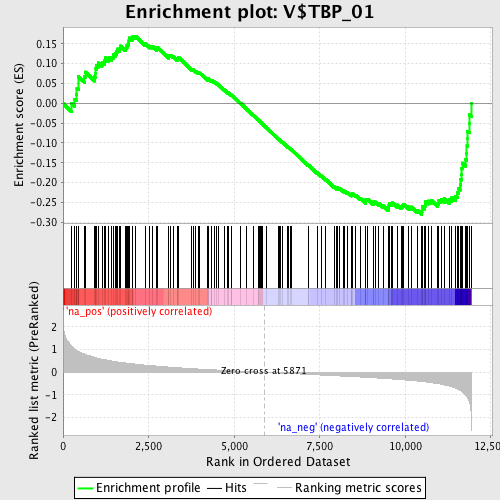 Enrichment plot: V$TBP_01
Enrichment score (ES)
0.15
0.10
0.05
0.00
-0.05
-0.10
-0.15
-0.20
-0.25
-0.30
'na_pos' (positively correlated)
Ranked list metric (PreRanked)
2
1
0
-1
-2
Zero cross at 5871
'na_neg' (negatively correlated)
0 2,500 5,000 7,500 10,000 12,500
Rank in Ordered Dataset
Enrichment profile Hits Ranking metric scores